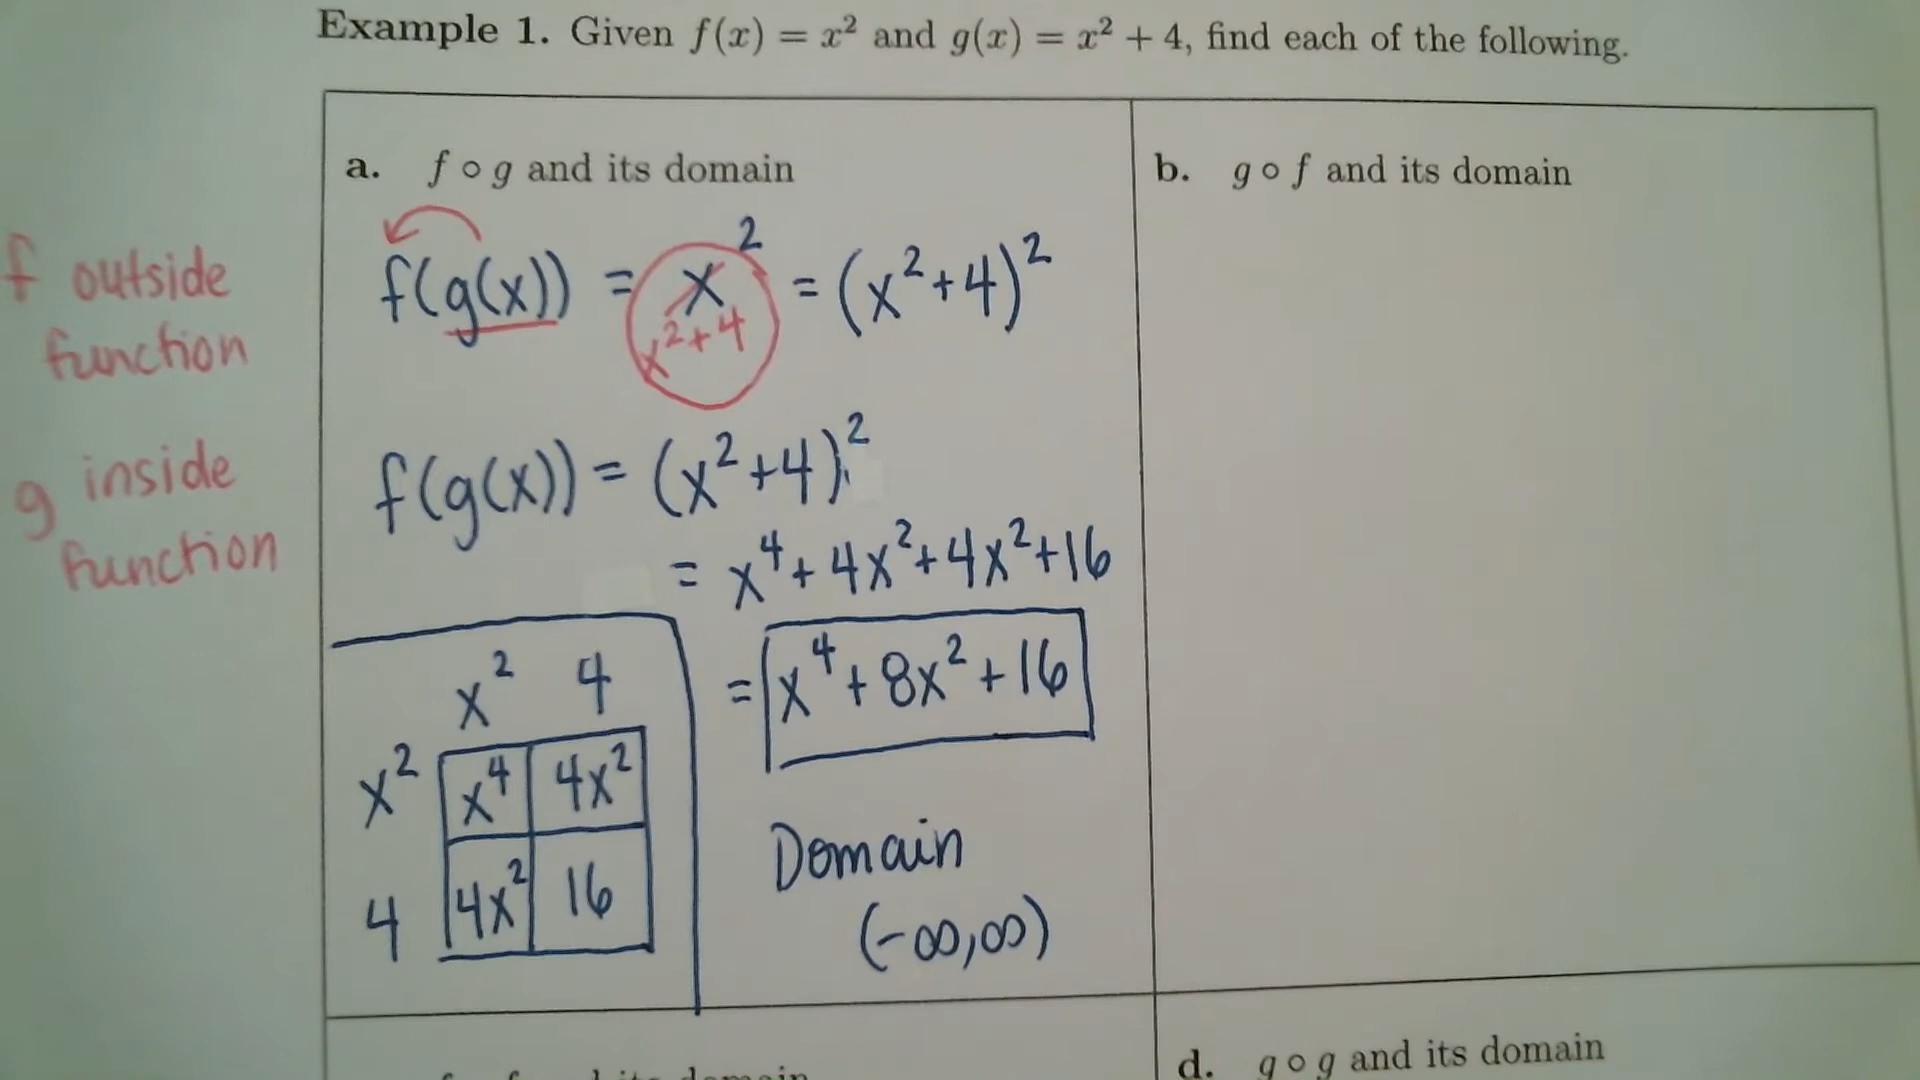 Example 1. Given f(x) = x² and g(x) = x² + 4, find each of the following.
a. f ∘ g and its domain
f(g(x)) = x² = (x²+4)²
x²+4
f outside
function
f(g(x)) = (x²+4)²
g inside
function
= x⁴+4x²+4x²+16
= x⁴+8x²+16
x² 4
x² x⁴ 4x²
4 4x² 16
Domain
(-∞,∞)
b. g ∘ f and its domain
domain
d. g ∘ g and its domain